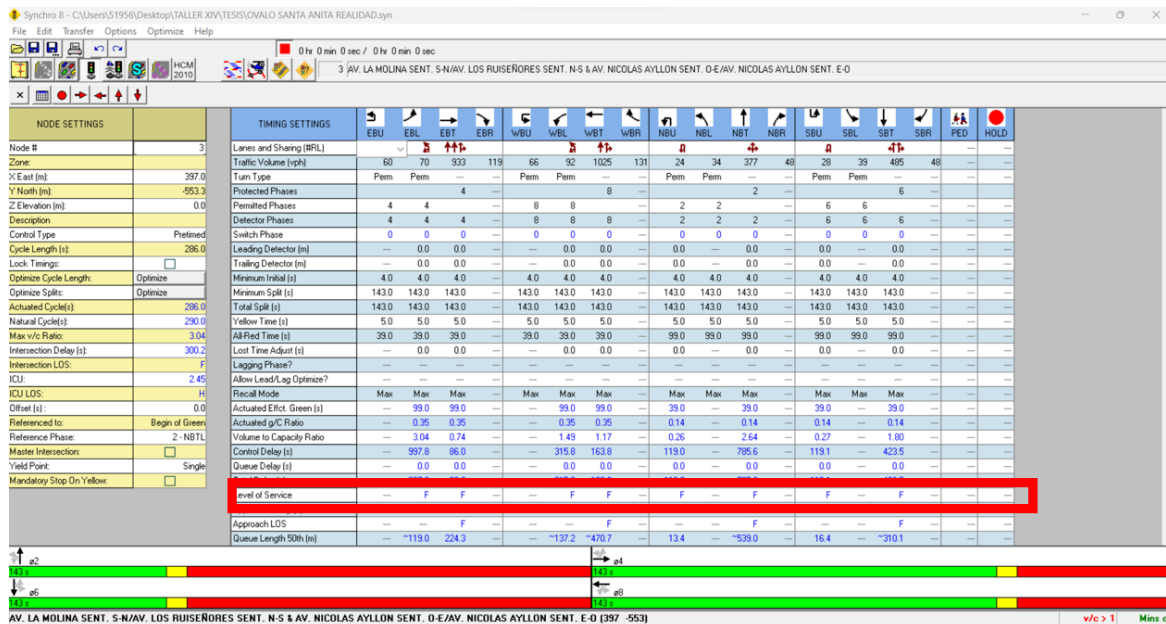 Synchro 8 - C:\Users\51956\Desktop\TALLER XIV\TESIS\OVALO SANTA ANITA REALIDAD.syn
File Edit Transfer Options Optimize Help
0 hr 0 min 0 sec / 0 hr 0 min 0 sec
HCM 2010 3 AV. LA MOLINA SENT. S-N/AV. LOS RUISEÑORES SENT. N-S & AV. NICOLAS AYLLON SENT. O-E/AV. NICOLAS AYLLON SENT. E-O
NODE SETTINGS
Node # 3
Zone:
X East (m): 397.0
Y North (m): -553.3
Z Elevation (m): 0.0
Description
Control Type Pretimed
Cycle Length (s): 286.0
Lock Timings:
Optimize Cycle Length: Optimize
Optimize Splits: Optimize
Actuated Cycle(s): 286.0
Natural Cycle(s): 290.0
Max v/c Ratio: 3.04
Intersection Delay (s): 300.2
Intersection LOS: F
ICU: 2.45
ICU LOS: H
Offset (s) : 0.0
Referenced to: Begin of Green
Reference Phase: 2 - NBTL
Master Intersection:
Yield Point: Single
Mandatory Stop On Yellow:
TIMING SETTINGS EBU EBL EBT EBR WBU WBL WBT WBR NBU NBL NBT NBR SBU SBL SBT SBR PED HOLD
Lanes and Sharing (#RL) — —
Traffic Volume (vph) 60 70 933 119 66 92 1025 131 24 34 377 48 28 39 485 48 — —
Turn Type Perm Perm — — Perm Perm — — Perm Perm — — Perm Perm — — — —
Protected Phases 4 — 8 — 2 — 6 — — —
Permitted Phases 4 4 — 8 8 — 2 2 — 6 6 — — —
Detector Phases 4 4 4 — 8 8 8 — 2 2 2 — 6 6 6 — — —
Switch Phase 0 0 0 — 0 0 0 — 0 0 0 — 0 0 0 — — —
Leading Detector (m) — 0.0 0.0 — — 0.0 0.0 — 0.0 — 0.0 — 0.0 — 0.0 — — —
Trailing Detector (m) — 0.0 0.0 — — 0.0 0.0 — 0.0 — 0.0 — 0.0 — 0.0 — — —
Minimum Initial (s) 4.0 4.0 4.0 — 4.0 4.0 4.0 — 4.0 4.0 4.0 — 4.0 4.0 4.0 — — —
Minimum Split (s) 143.0 143.0 143.0 — 143.0 143.0 143.0 — 143.0 143.0 143.0 — 143.0 143.0 143.0 — — —
Total Split (s) 143.0 143.0 143.0 — 143.0 143.0 143.0 — 143.0 143.0 143.0 — 143.0 143.0 143.0 — — —
Yellow Time (s) 5.0 5.0 5.0 — 5.0 5.0 5.0 — 5.0 5.0 5.0 — 5.0 5.0 5.0 — — —
All-Red Time (s) 39.0 39.0 39.0 — 39.0 39.0 39.0 — 99.0 99.0 99.0 — 99.0 99.0 99.0 — — —
Lost Time Adjust (s) — 0.0 0.0 — — 0.0 0.0 — 0.0 — 0.0 — 0.0 — 0.0 — — —
Lagging Phase? — — — — — — — — — — — — — — — — — —
Allow Lead/Lag Optimize? — — — — — — — — — — — — — — — — — —
Recall Mode Max Max Max — Max Max Max — Max Max Max — Max Max Max — — —
Actuated Effct. Green (s) — 99.0 99.0 — — 99.0 99.0 — 39.0 — 39.0 — 39.0 — 39.0 — — —
Actuated g/C Ratio — 0.35 0.35 — — 0.35 0.35 — 0.14 — 0.14 — 0.14 — 0.14 — — —
Volume to Capacity Ratio — 3.04 0.74 — — 1.49 1.17 — 0.26 — 2.64 — 0.27 — 1.80 — — —
Control Delay (s) — 997.8 86.0 — — 315.8 163.8 — 119.0 — 785.6 — 119.1 — 423.5 — — —
Queue Delay (s) — 0.0 0.0 — — 0.0 0.0 — 0.0 — 0.0 — 0.0 — 0.0 — — —
Level of Service — F F — — F F — F — F — F — F — — —
Approach LOS — — F — — — F — — — F — — — F — — —
Queue Length 50th (m) — ~119.0 224.3 — — ~137.2 ~470.7 — 13.4 — ~539.0 — 16.4 — ~310.1 — — —
ø2 ø4
143 s 143 s
ø6 ø8
143 s 143 s
AV. LA MOLINA SENT. S-N/AV. LOS RUISEÑORES SENT. N-S & AV. NICOLAS AYLLON SENT. O-E/AV. NICOLAS AYLLON SENT. E-O (397 -553) v/c > 1 Mins